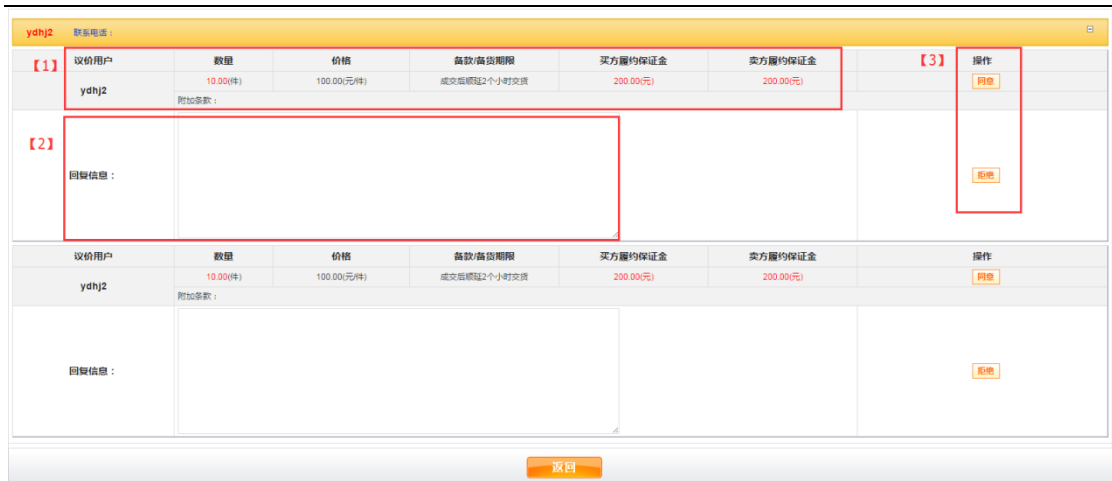 ydhj2 联系电话：
【1】 议价用户 数量 价格 备款/备货期限 买方履约保证金 卖方履约保证金 【3】 操作
ydhj2 10.00(件) 100.00(元/件) 成交后顺延2个小时交货 200.00(元) 200.00(元) 同意
附加条款：
【2】
回复信息： 拒绝
议价用户 数量 价格 备款/备货期限 买方履约保证金 卖方履约保证金 操作
ydhj2 10.00(件) 100.00(元/件) 成交后顺延2个小时交货 200.00(元) 200.00(元) 同意
附加条款：
回复信息： 拒绝
返回